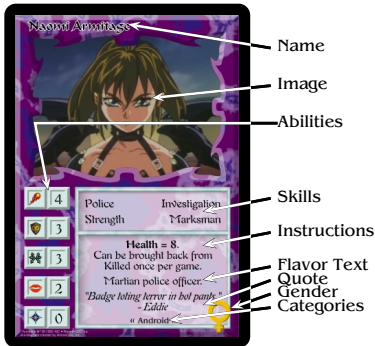 Naomi Armitage
Name
Image
Abilities
4
3
3
2
0
Police Investigation
Strength Marksman
Skills
Health = 8.
Can be brought back from
Killed once per game.
Instructions
Martian police officer.
Flavor Text
"Badge toting terror in hot pants."
- Eddie
Quote
Gender
« Android
Categories